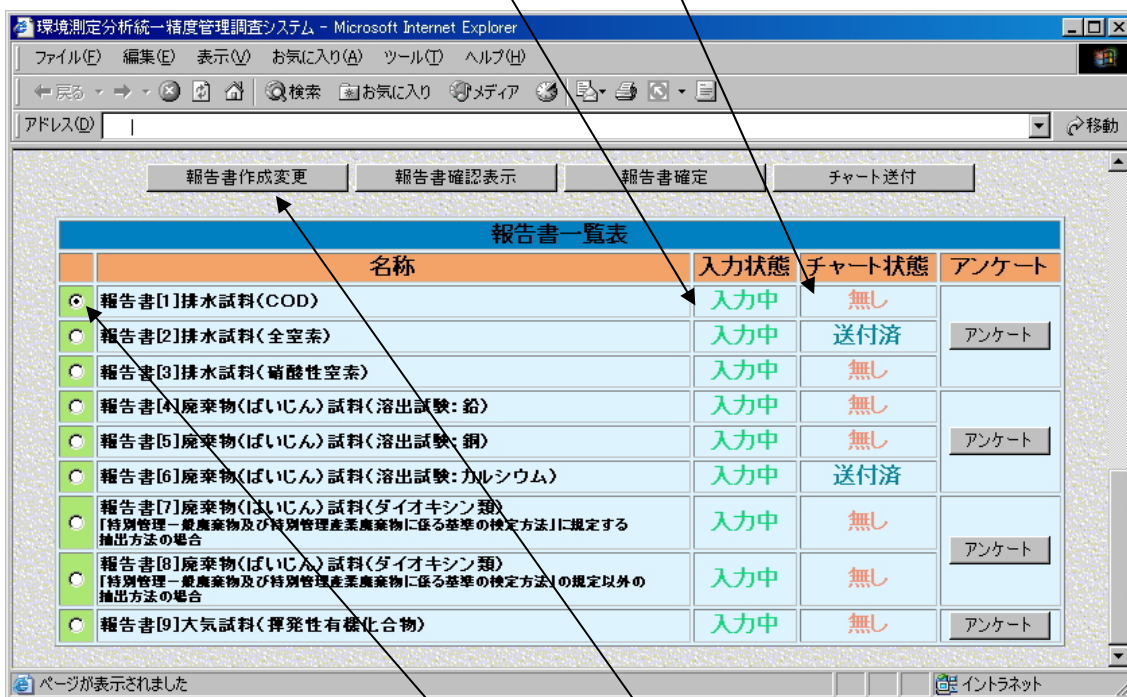 環境測定分析統一精度管理調査システム - Microsoft Internet Explorer
ファイル(F) 編集(E) 表示(V) お気に入り(A) ツール(T) ヘルプ(H)
戻る 検索 お気に入り メディア
アドレス(D) 移動
報告書作成変更 報告書確認表示 報告書確定 チャート送付
報告書一覧表
名称 入力状態 チャート状態 アンケート
報告書[1]排水試料(COD) 入力中 無し
報告書[2]排水試料(全窒素) 入力中 送付済 アンケート
報告書[3]排水試料(硝酸性窒素) 入力中 無し
報告書[4]廃棄物(ばいじん)試料(溶出試験:鉛) 入力中 無し
報告書[5]廃棄物(ばいじん)試料(溶出試験:銅) 入力中 無し アンケート
報告書[6]廃棄物(ばいじん)試料(溶出試験:カルシウム) 入力中 送付済
報告書[7]廃棄物(ばいじん)試料(ダイオキシン類) 入力中 無し
「特別管理一般廃棄物及び特別管理産業廃棄物に係る基準の検定方法」に規定する
抽出方法の場合
アンケート
報告書[8]廃棄物(ばいじん)試料(ダイオキシン類) 入力中 無し
「特別管理一般廃棄物及び特別管理産業廃棄物に係る基準の検定方法」の規定以外の
抽出方法の場合
報告書[9]大気試料(揮発性有機化合物) 入力中 無し アンケート
ページが表示されました イントラネット